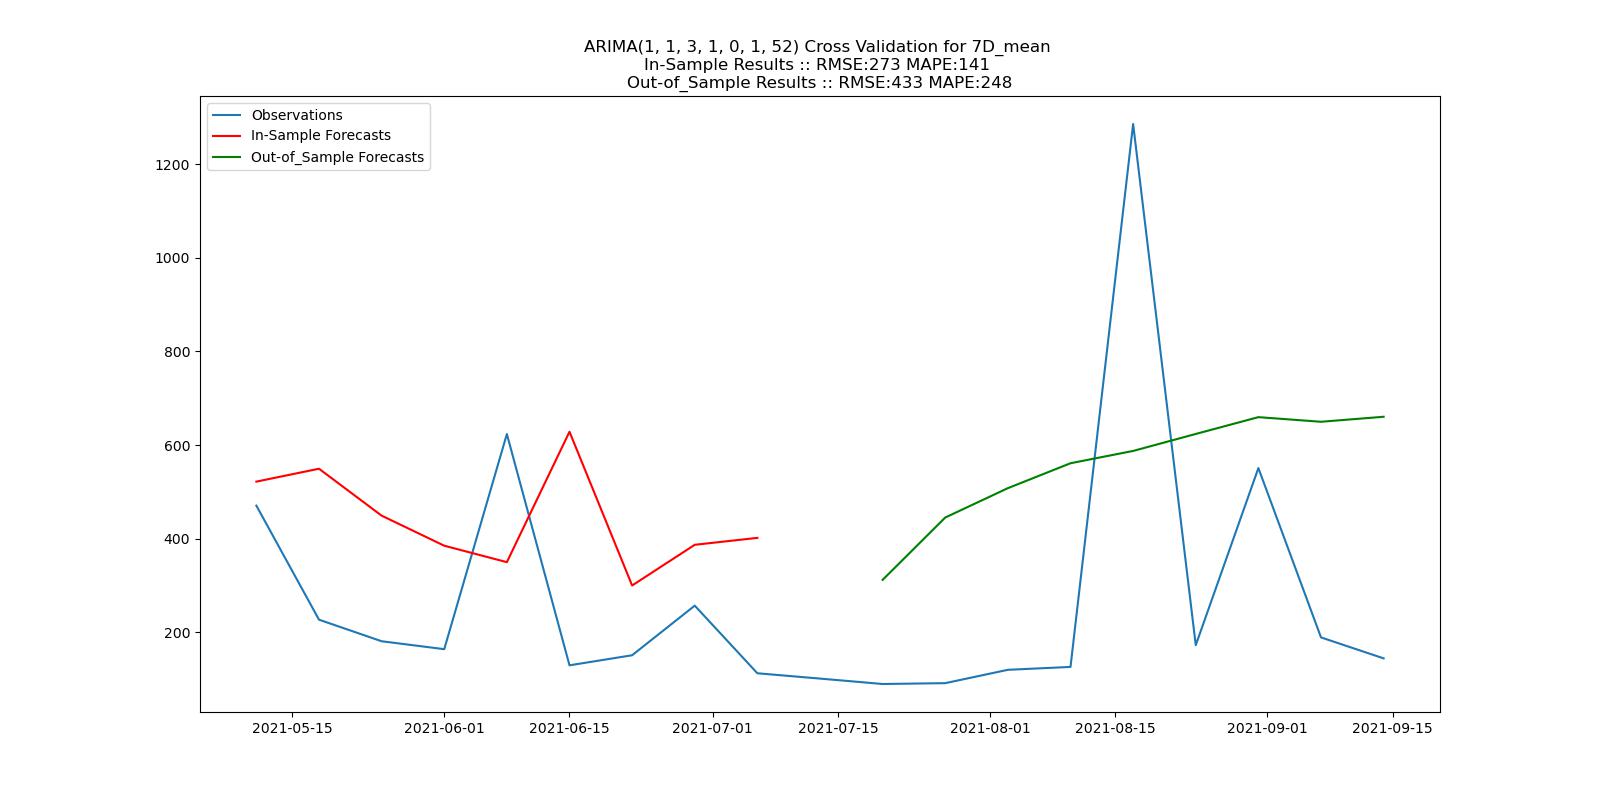 ARIMA(1, 1, 3, 1, 0, 1, 52) Cross Validation for 7D_mean
In-Sample Results :: RMSE:273 MAPE:141
Out-of_Sample Results :: RMSE:433 MAPE:248
Observations
In-Sample Forecasts
Out-of_Sample Forecasts
1200
1000
800
600
400
200
2021-05-15 2021-06-01 2021-06-15 2021-07-01 2021-07-15 2021-08-01 2021-08-15 2021-09-01 2021-09-15